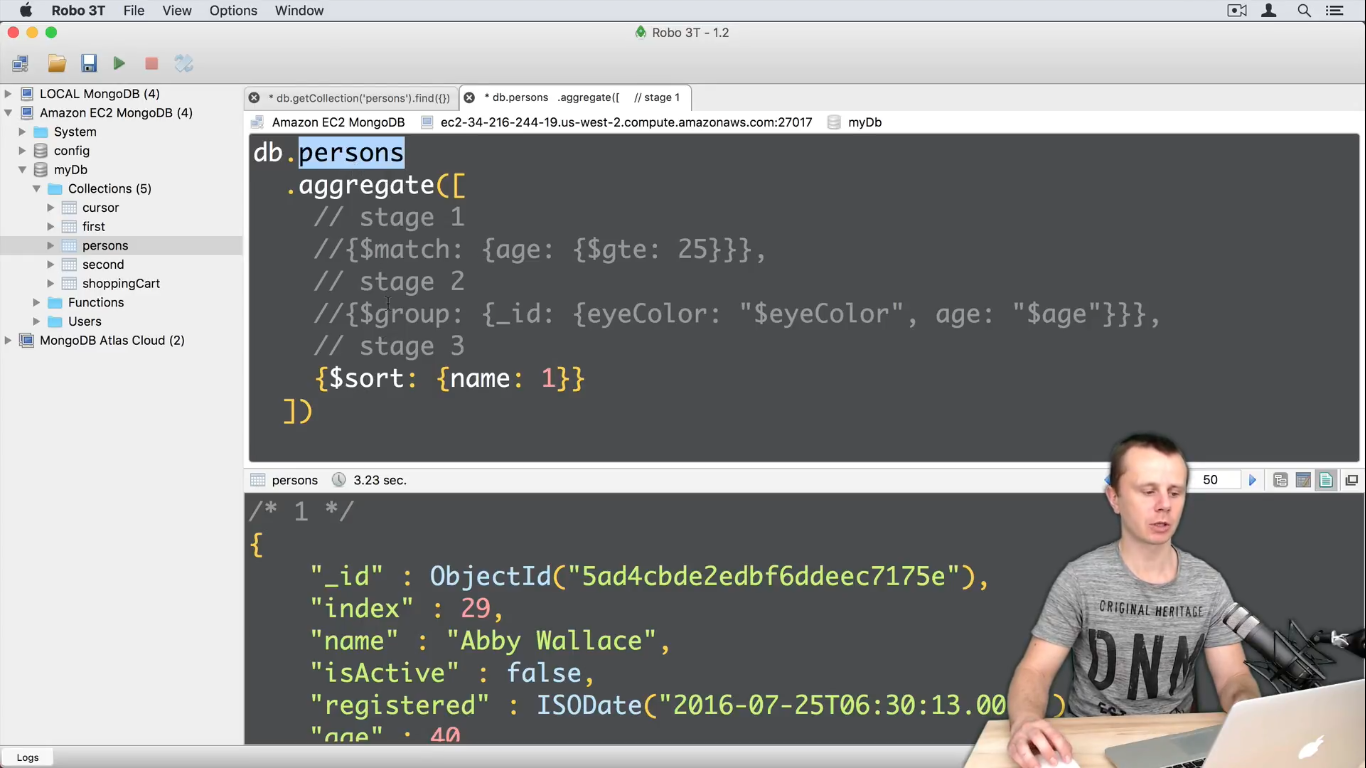 Robo 3T File View Options Window
Robo 3T - 1.2
LOCAL MongoDB (4)
Amazon EC2 MongoDB (4)
System
config
myDb
Collections (5)
cursor
first
persons
second
shoppingCart
Functions
Users
MongoDB Atlas Cloud (2)
* db.getCollection('persons').find({})
* db.persons .aggregate([ // stage 1
Amazon EC2 MongoDB ec2-34-216-244-19.us-west-2.compute.amazonaws.com:27017 myDb
db.persons
.aggregate([
// stage 1
//{$match: {age: {$gte: 25}}},
// stage 2
//{$group: {_id: {eyeColor: "$eyeColor", age: "$age"}}},
// stage 3
{$sort: {name: 1}}
])
persons 3.23 sec. 50
/* 1 */
{
"_id" : ObjectId("5ad4cbde2edbf6ddeec7175e"),
"index" : 29,
"name" : "Abby Wallace",
"isActive" : false,
"registered" : ISODate("2016-07-25T06:30:13.00 )
"age" : 40
ORIGINAL HERITAGE
DNM
Logs